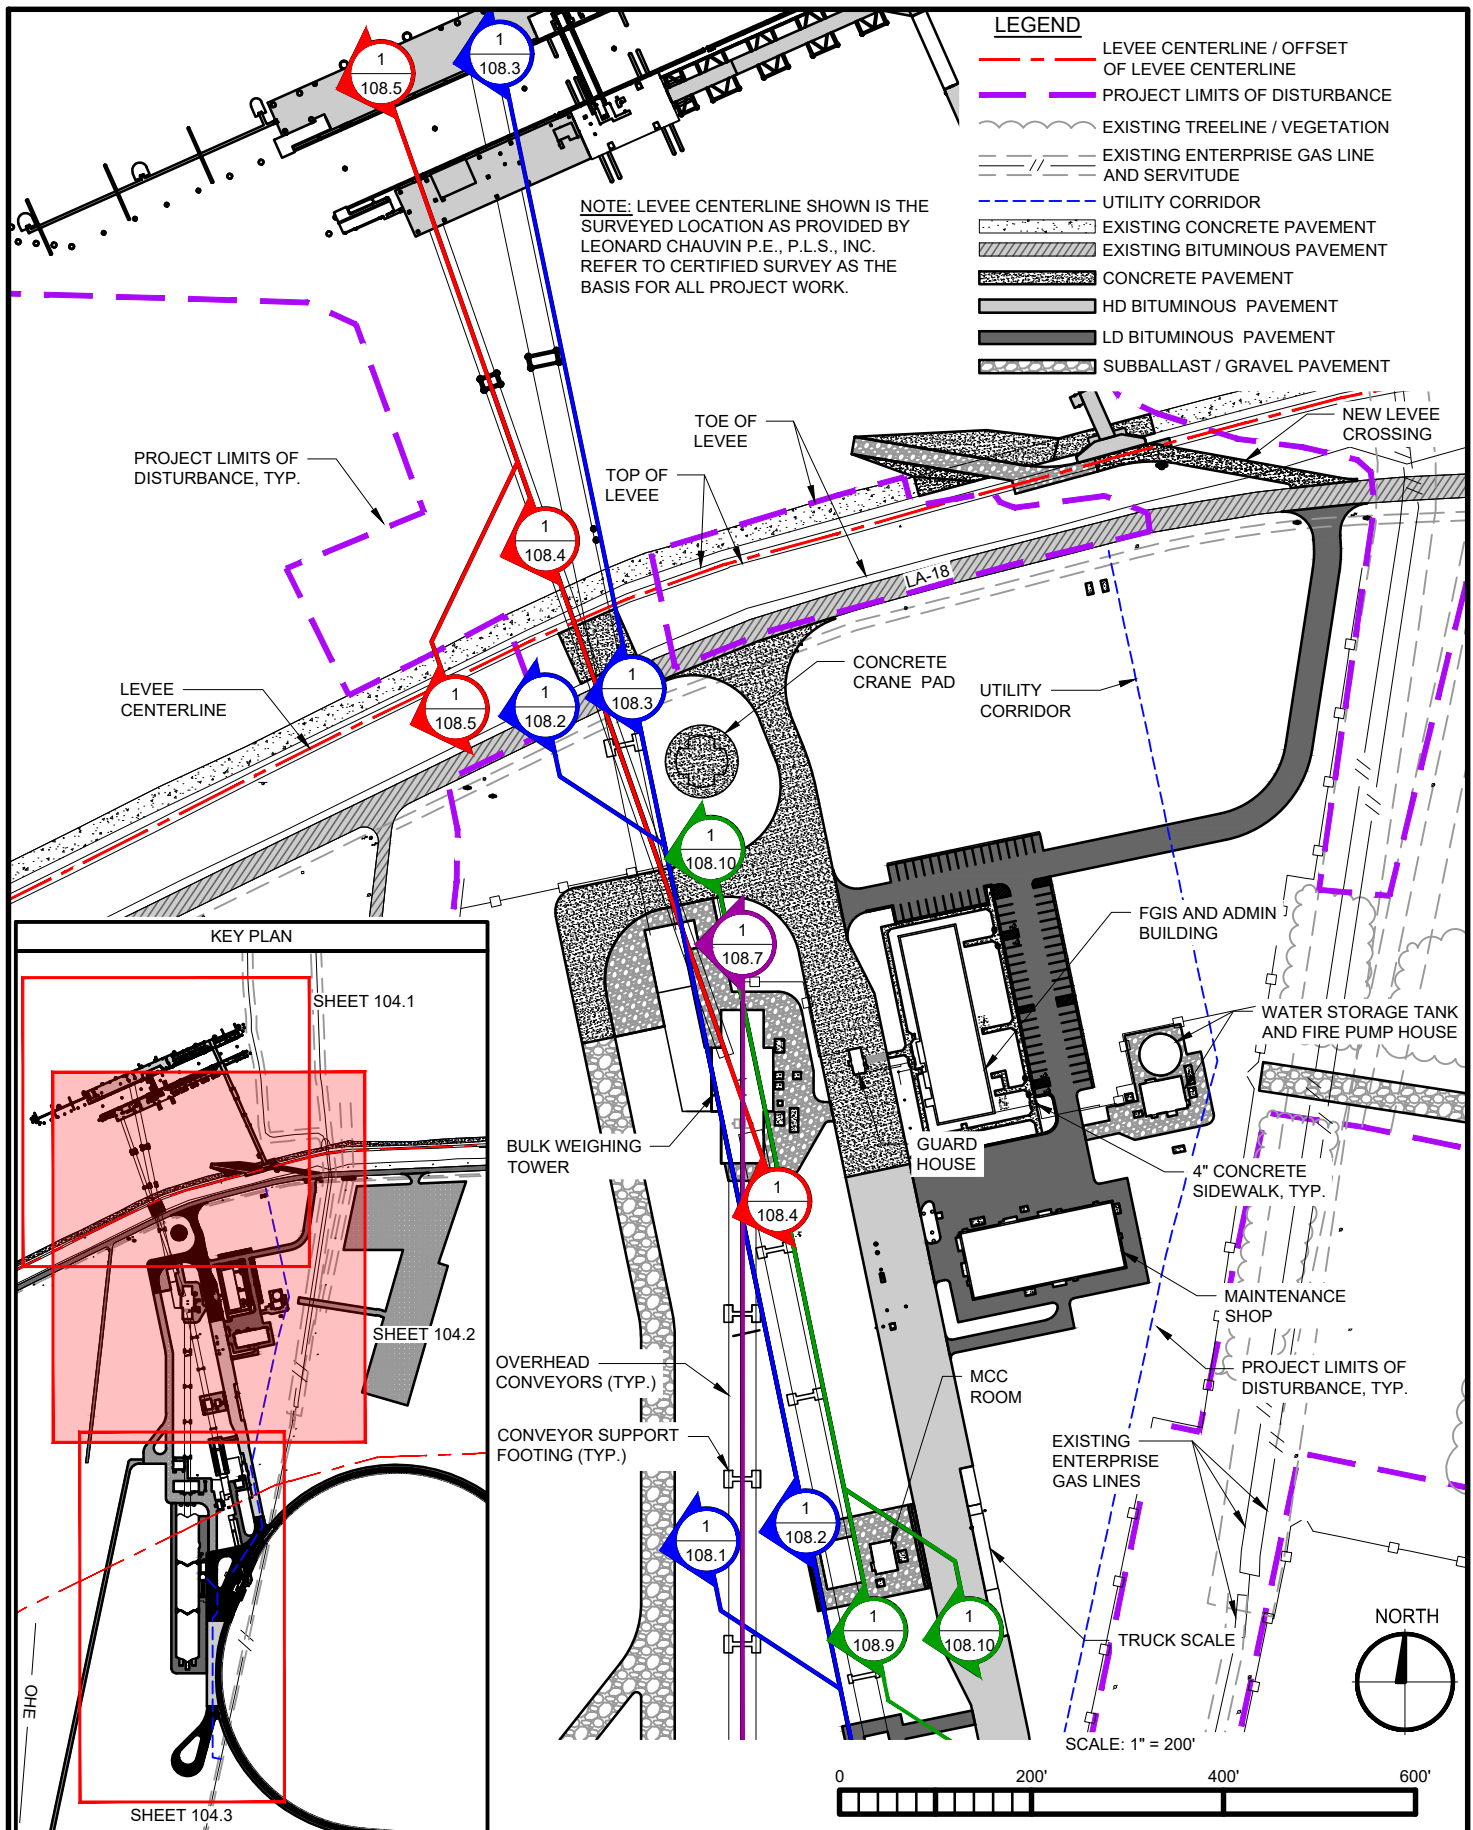 LEGEND
LEVEE CENTERLINE / OFFSET
OF LEVEE CENTERLINE
PROJECT LIMITS OF DISTURBANCE
EXISTING TREELINE / VEGETATION
EXISTING ENTERPRISE GAS LINE
AND SERVITUDE
UTILITY CORRIDOR
EXISTING CONCRETE PAVEMENT
EXISTING BITUMINOUS PAVEMENT
CONCRETE PAVEMENT
HD BITUMINOUS PAVEMENT
LD BITUMINOUS PAVEMENT
SUBBALLAST / GRAVEL PAVEMENT
1
108.5
1
108.3
NOTE: LEVEE CENTERLINE SHOWN IS THE
SURVEYED LOCATION AS PROVIDED BY
LEONARD CHAUVIN P.E., P.L.S., INC.
REFER TO CERTIFIED SURVEY AS THE
BASIS FOR ALL PROJECT WORK.
TOE OF
LEVEE
NEW LEVEE
CROSSING
PROJECT LIMITS OF
DISTURBANCE, TYP.
TOP OF
LEVEE
1
108.4
LA-18
LEVEE
CENTERLINE
1
108.5
1
108.2
1
108.3
CONCRETE
CRANE PAD
UTILITY
CORRIDOR
1
108.10
1
108.7
FGIS AND ADMIN
BUILDING
WATER STORAGE TANK
AND FIRE PUMP HOUSE
BULK WEIGHING
TOWER
GUARD
HOUSE
4" CONCRETE
SIDEWALK, TYP.
1
108.4
MAINTENANCE
SHOP
OVERHEAD
CONVEYORS (TYP.)
MCC
ROOM
PROJECT LIMITS OF
DISTURBANCE, TYP.
CONVEYOR SUPPORT
FOOTING (TYP.)
EXISTING
ENTERPRISE
GAS LINES
1
108.1
1
108.2
1
108.9
1
108.10
TRUCK SCALE
NORTH
SCALE: 1" = 200'
0 200' 400' 600'
KEY PLAN
SHEET 104.1
SHEET 104.2
OHE
SHEET 104.3